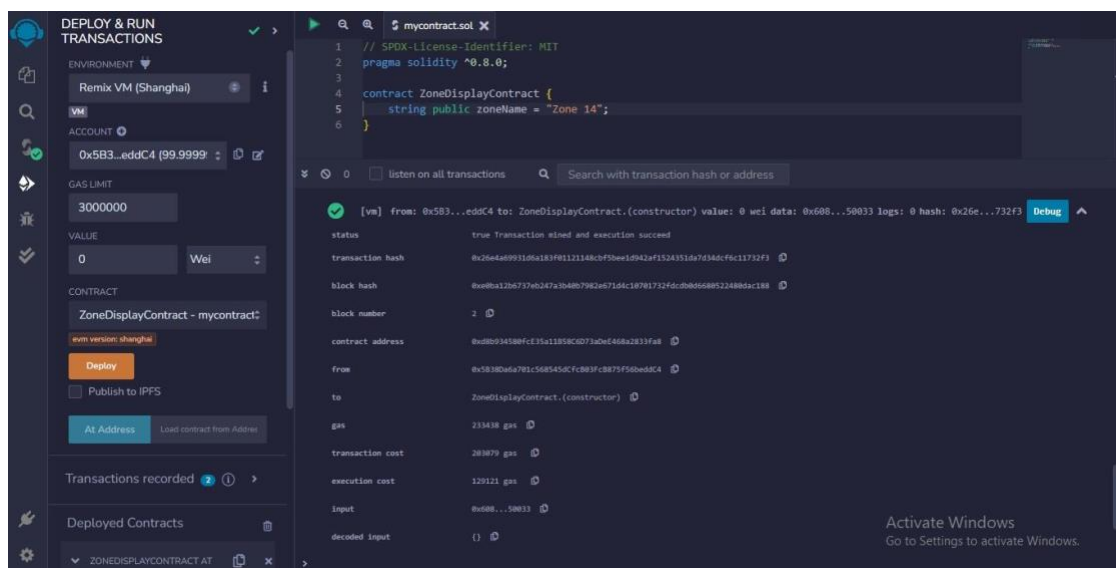 DEPLOY & RUN
TRANSACTIONS
ENVIRONMENT
Remix VM (Shanghai)
VM
ACCOUNT
0x5B3...eddC4 (99.9999
GAS LIMIT
3000000
VALUE
0 Wei
CONTRACT
ZoneDisplayContract - mycontract
evm version: shanghai
Deploy
Publish to IPFS
At Address Load contract from Addres
Transactions recorded 2
Deployed Contracts
ZONEDISPLAYCONTRACT AT
mycontract.sol
1 // SPDX-License-Identifier: MIT
2 pragma solidity ^0.8.0;
3
4 contract ZoneDisplayContract {
5 string public zoneName = "Zone 14";
6 }
0 listen on all transactions Search with transaction hash or address
[vm] from: 0x5B3...eddC4 to: ZoneDisplayContract.(constructor) value: 0 wei data: 0x608...50033 logs: 0 hash: 0x26e...732f3 Debug
status true Transaction mined and execution succeed
transaction hash
block hash
block number 2
contract address
from
to ZoneDisplayContract.(constructor)
gas 233438 gas
transaction cost 203079 gas
execution cost 129121 gas
input 0x608...50033
decoded input {}
Activate Windows
Go to Settings to activate Windows.